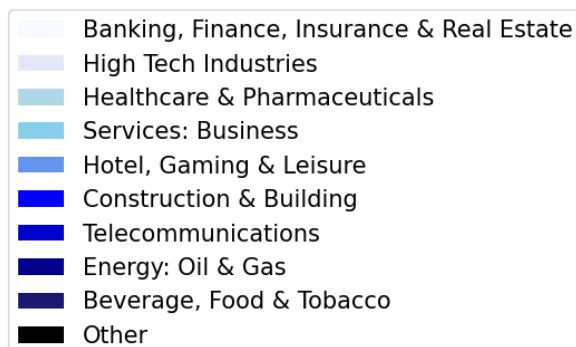 Banking, Finance, Insurance & Real Estate
High Tech Industries
Healthcare & Pharmaceuticals
Services: Business
Hotel, Gaming & Leisure
Construction & Building
Telecommunications
Energy: Oil & Gas
Beverage, Food & Tobacco
Other